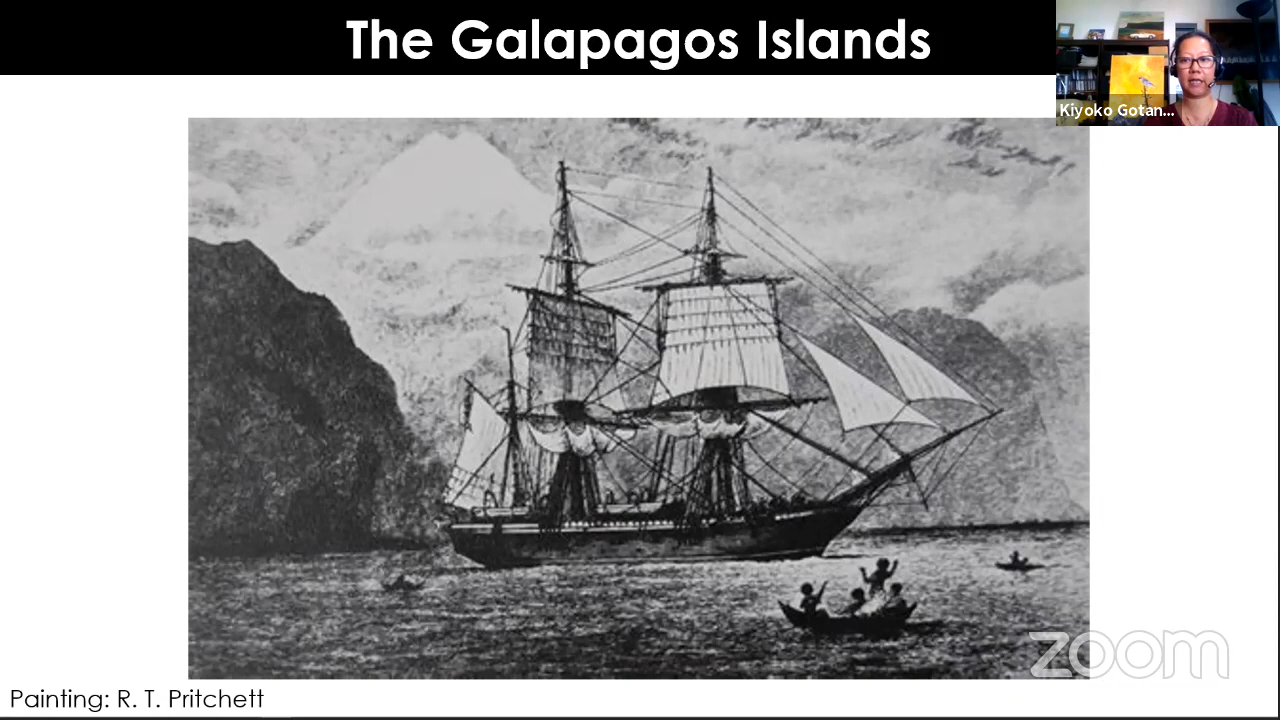 The Galapagos Islands
Kiyoko Gotan...
zoom
Painting: R. T. Pritchett